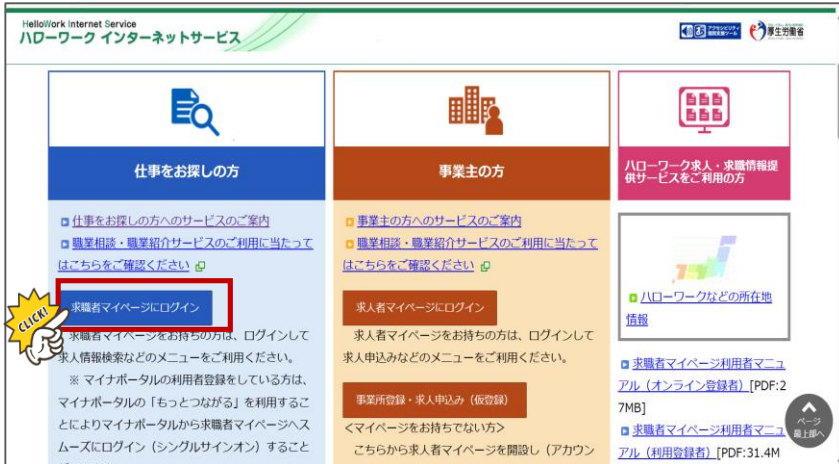 HelloWork Internet Service
ハローワーク インターネットサービス
厚生労働省
仕事をお探しの方
仕事をお探しの方へのサービスのご案内
職業相談・職業紹介サービスのご利用に当たって
はこちらをご確認ください
求職者マイページにログイン
CLICK!
求職者マイページをお持ちの方は、ログインして
求人情報検索などのメニューをご利用ください。
※ マイナポータルの利用者登録をしている方は、
マイナポータルの「もっとつながる」を利用するこ
とによりマイナポータルから求職者マイページへス
ムーズにログイン（シングルサインオン）すること
事業主の方
事業主の方へのサービスのご案内
職業相談・職業紹介サービスのご利用に当たって
はこちらをご確認ください
求人者マイページにログイン
求人者マイページをお持ちの方は、ログインして
求人申込みなどのメニューをご利用ください。
事業所登録・求人申込み（仮登録）
<マイページをお持ちでない方>
こちらから求人者マイページを開設し（アカウン
ハローワーク求人・求職情報提
供サービスをご利用の方
ハローワークなどの所在地
情報
求職者マイページ利用者マニュ
アル（オンライン登録者）[PDF:2
7MB]
求職者マイページ利用者マニュ
アル（利用登録者）[PDF:31.4M
ページ
最上部へ